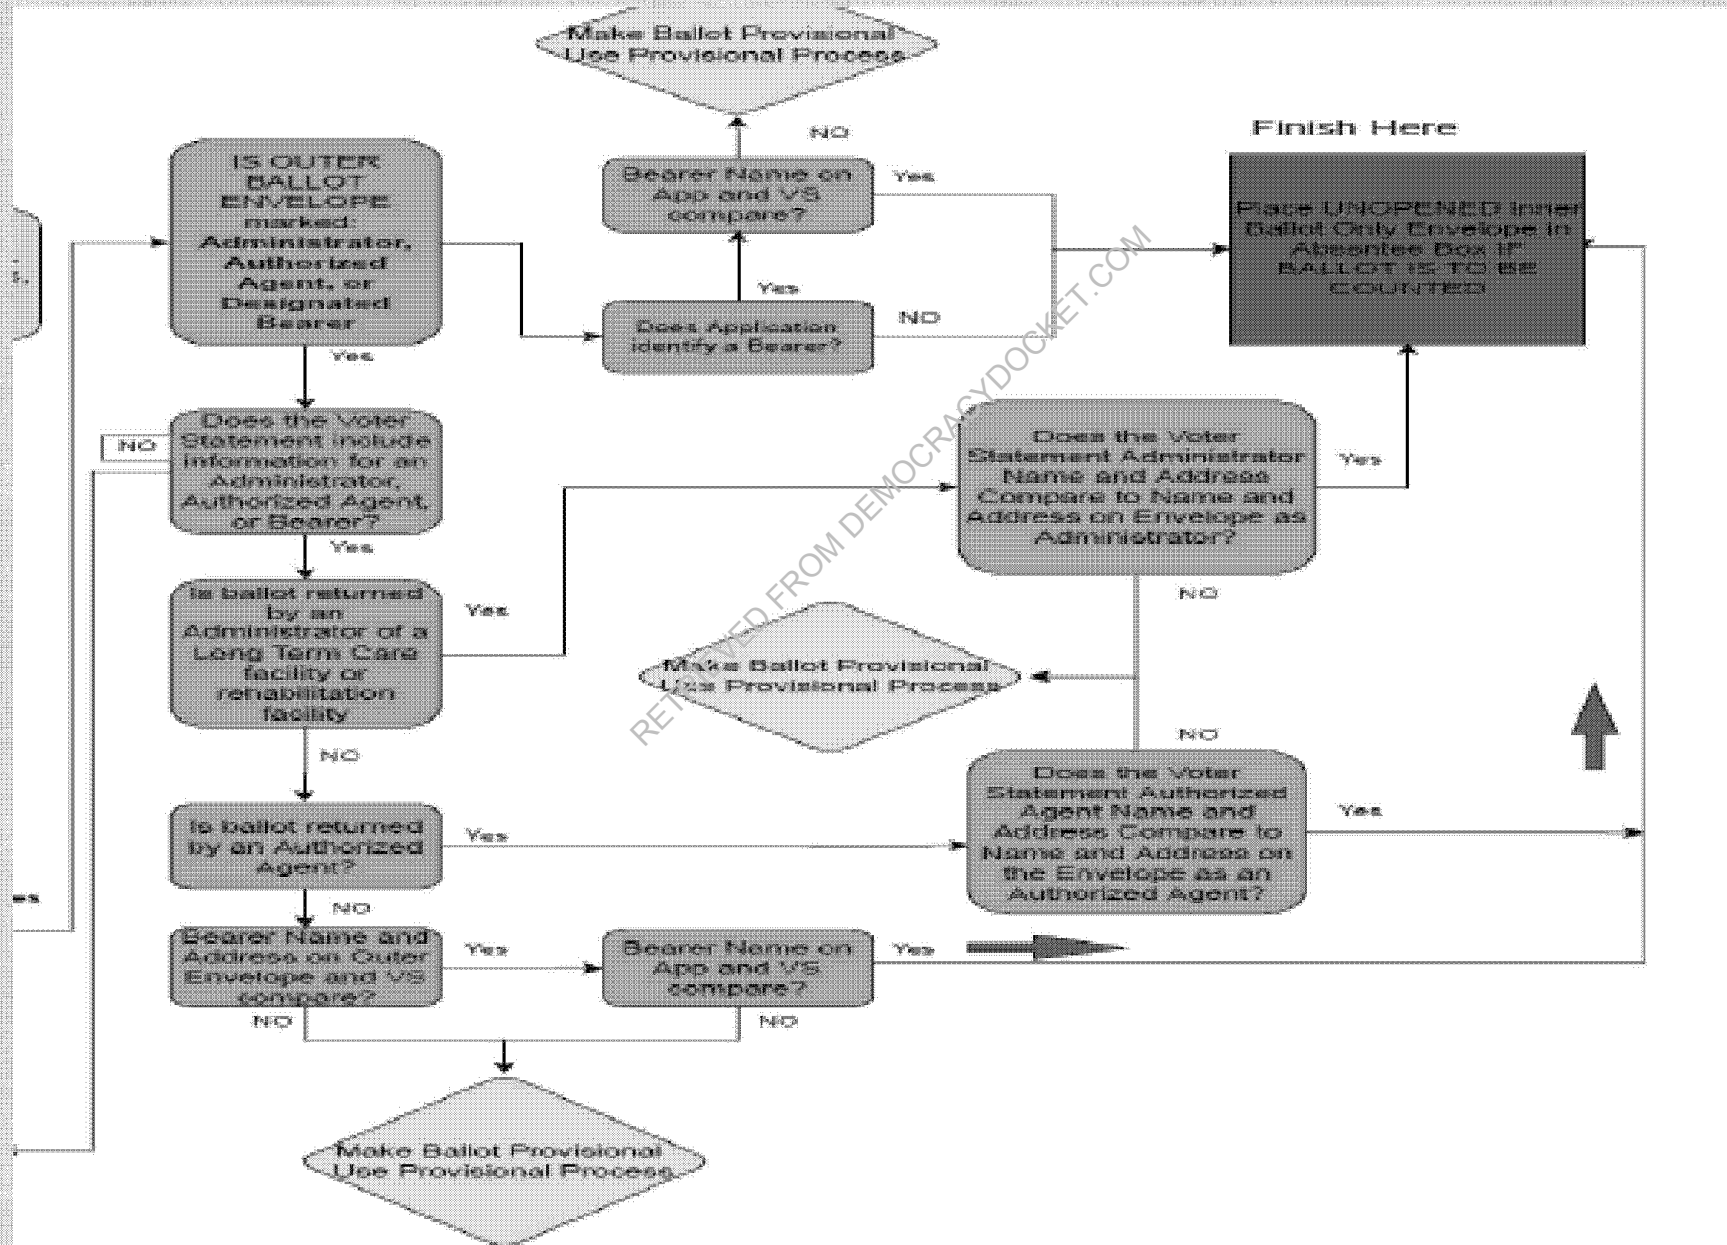 Make Ballot Provisional
Use Provisional Process
NO
Finish Here
IS OUTER
BALLOT
ENVELOPE
marked:
Administrator,
Authorized
Agent, or
Designated
Bearer
Bearer Name on
App and VS
compare?
Yes
Place UNOPENED Inner
Ballot Only Envelope in
Absentee Box if
BALLOT IS TO BE
COUNTED
Yes
Does Application
identify a Bearer?
NO
Yes
Does the Voter
Statement include
information for an
Administrator,
Authorized Agent,
or Bearer?
NO
Does the Voter
Statement Administrator
Name and Address
Compare to Name and
Address on Envelope as
Administrator?
Yes
Yes
Is ballot returned
by an
Administrator of a
Long Term Care
facility or
rehabilitation
facility
Yes
NO
Make Ballot Provisional
Use Provisional Process
NO
NO
Is ballot returned
by an Authorized
Agent?
Yes
Does the Voter
Statement Authorized
Agent Name and
Address Compare to
Name and Address on
the Envelope as an
Authorized Agent?
Yes
es
NO
Bearer Name and
Address on Outer
Envelope and VS
compare?
Yes
Bearer Name on
App and VS
compare?
Yes
NO
NO
Make Ballot Provisional
Use Provisional Process
RETRIEVED FROM DEMOCRACYDOCKET.COM